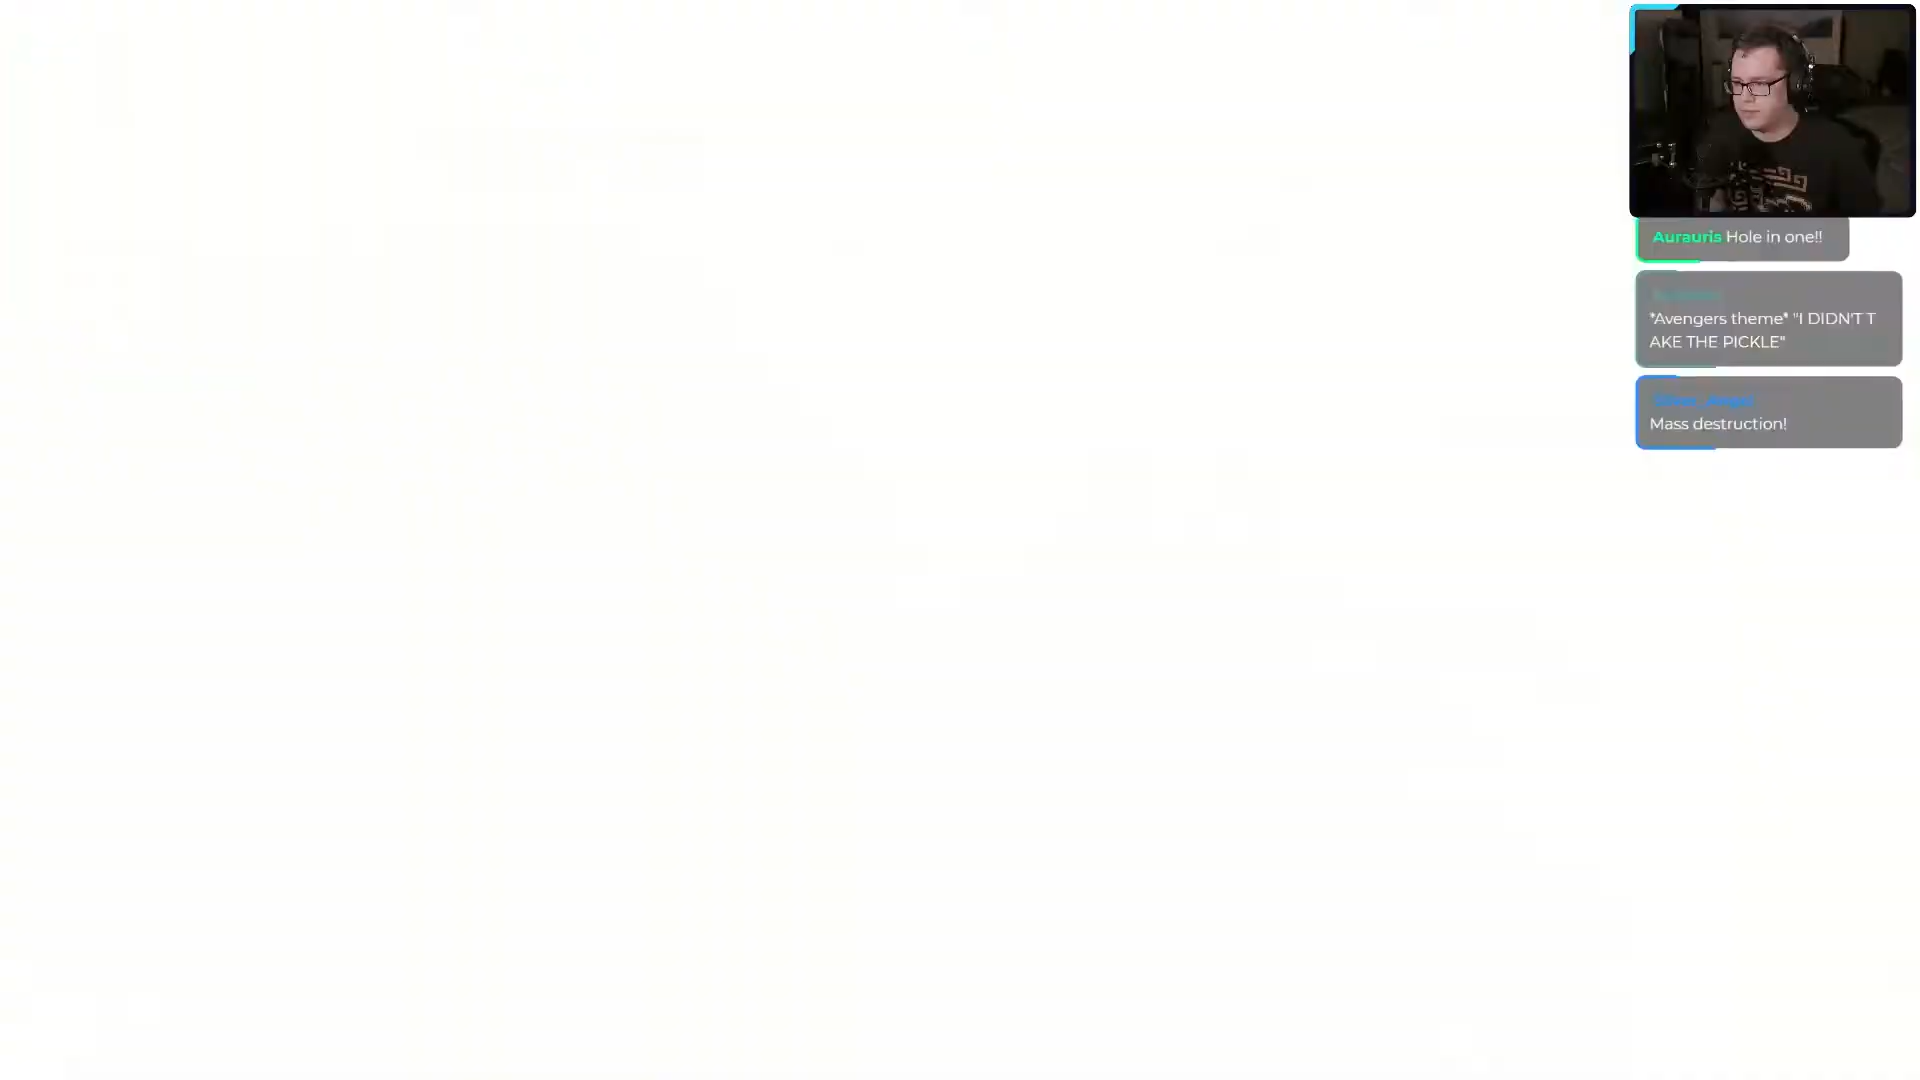 Aurauris Hole in one!!
*Avengers theme* "I DIDN'T T
AKE THE PICKLE"
Mass destruction!